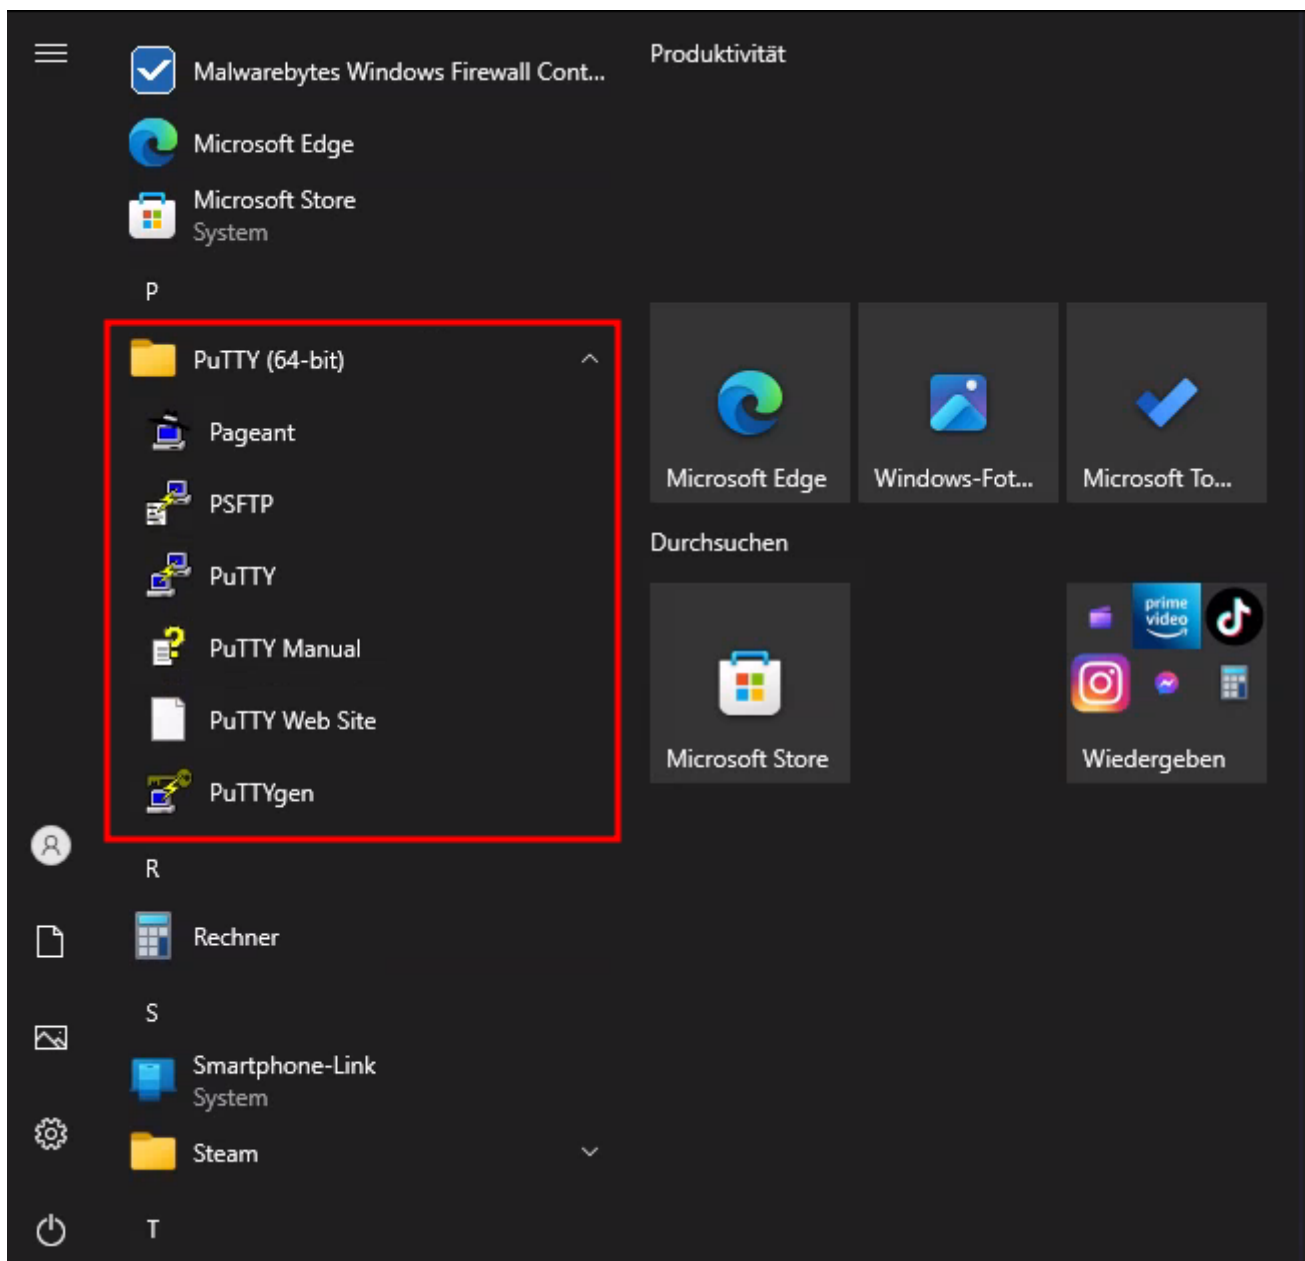 Malwarebytes Windows Firewall Cont...
Microsoft Edge
Microsoft Store
System
P
PuTTY (64-bit)
Pageant
PSFTP
PuTTY
PuTTY Manual
PuTTY Web Site
PuTTYgen
R
Rechner
S
Smartphone-Link
System
Steam
T
Produktivität
Microsoft Edge
Windows-Fot...
Microsoft To...
Durchsuchen
Microsoft Store
prime
video
Wiedergeben